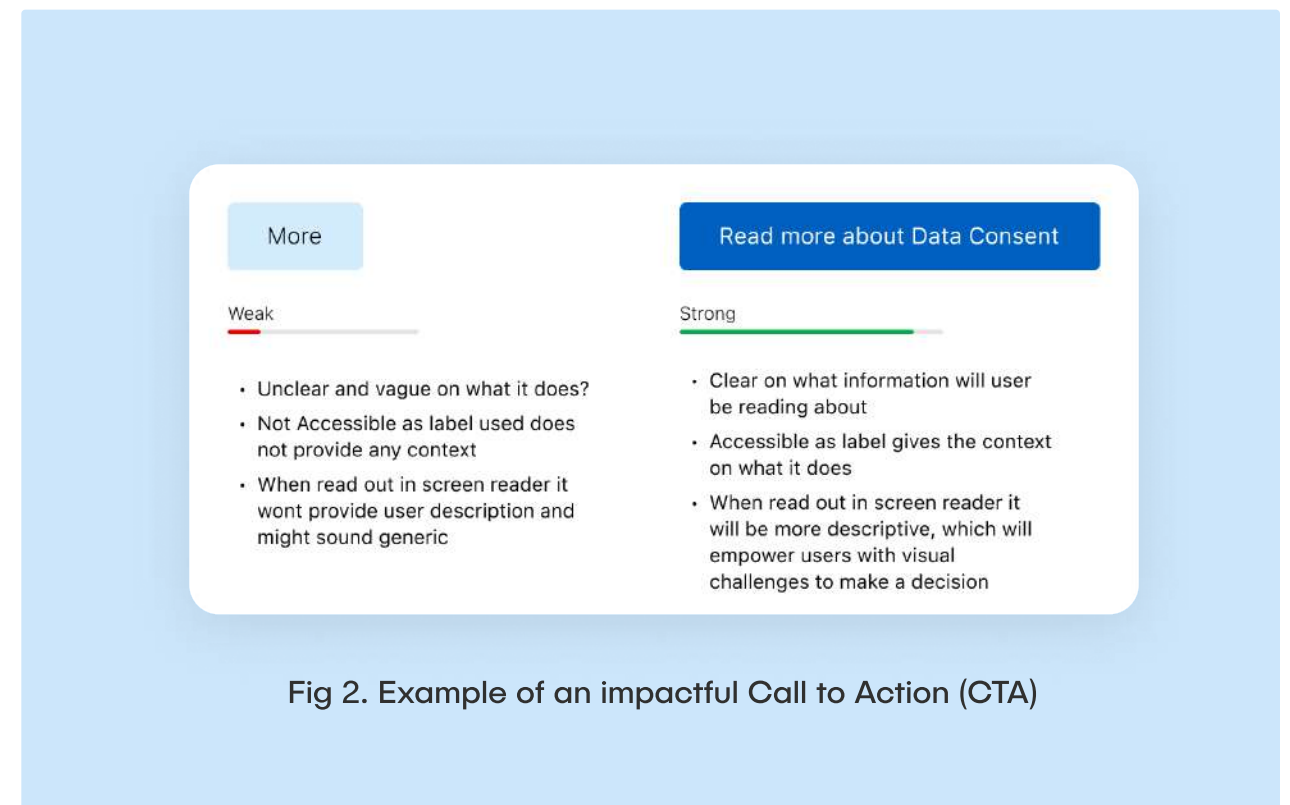 More
Weak
• Unclear and vague on what it does?
• Not Accessible as label used does
not provide any context
• When read out in screen reader it
wont provide user description and
might sound generic
Read more about Data Consent
Strong
• Clear on what information will user
be reading about
• Accessible as label gives the context
on what it does
• When read out in screen reader it
will be more descriptive, which will
empower users with visual
challenges to make a decision
Fig 2. Example of an impactful Call to Action (CTA)